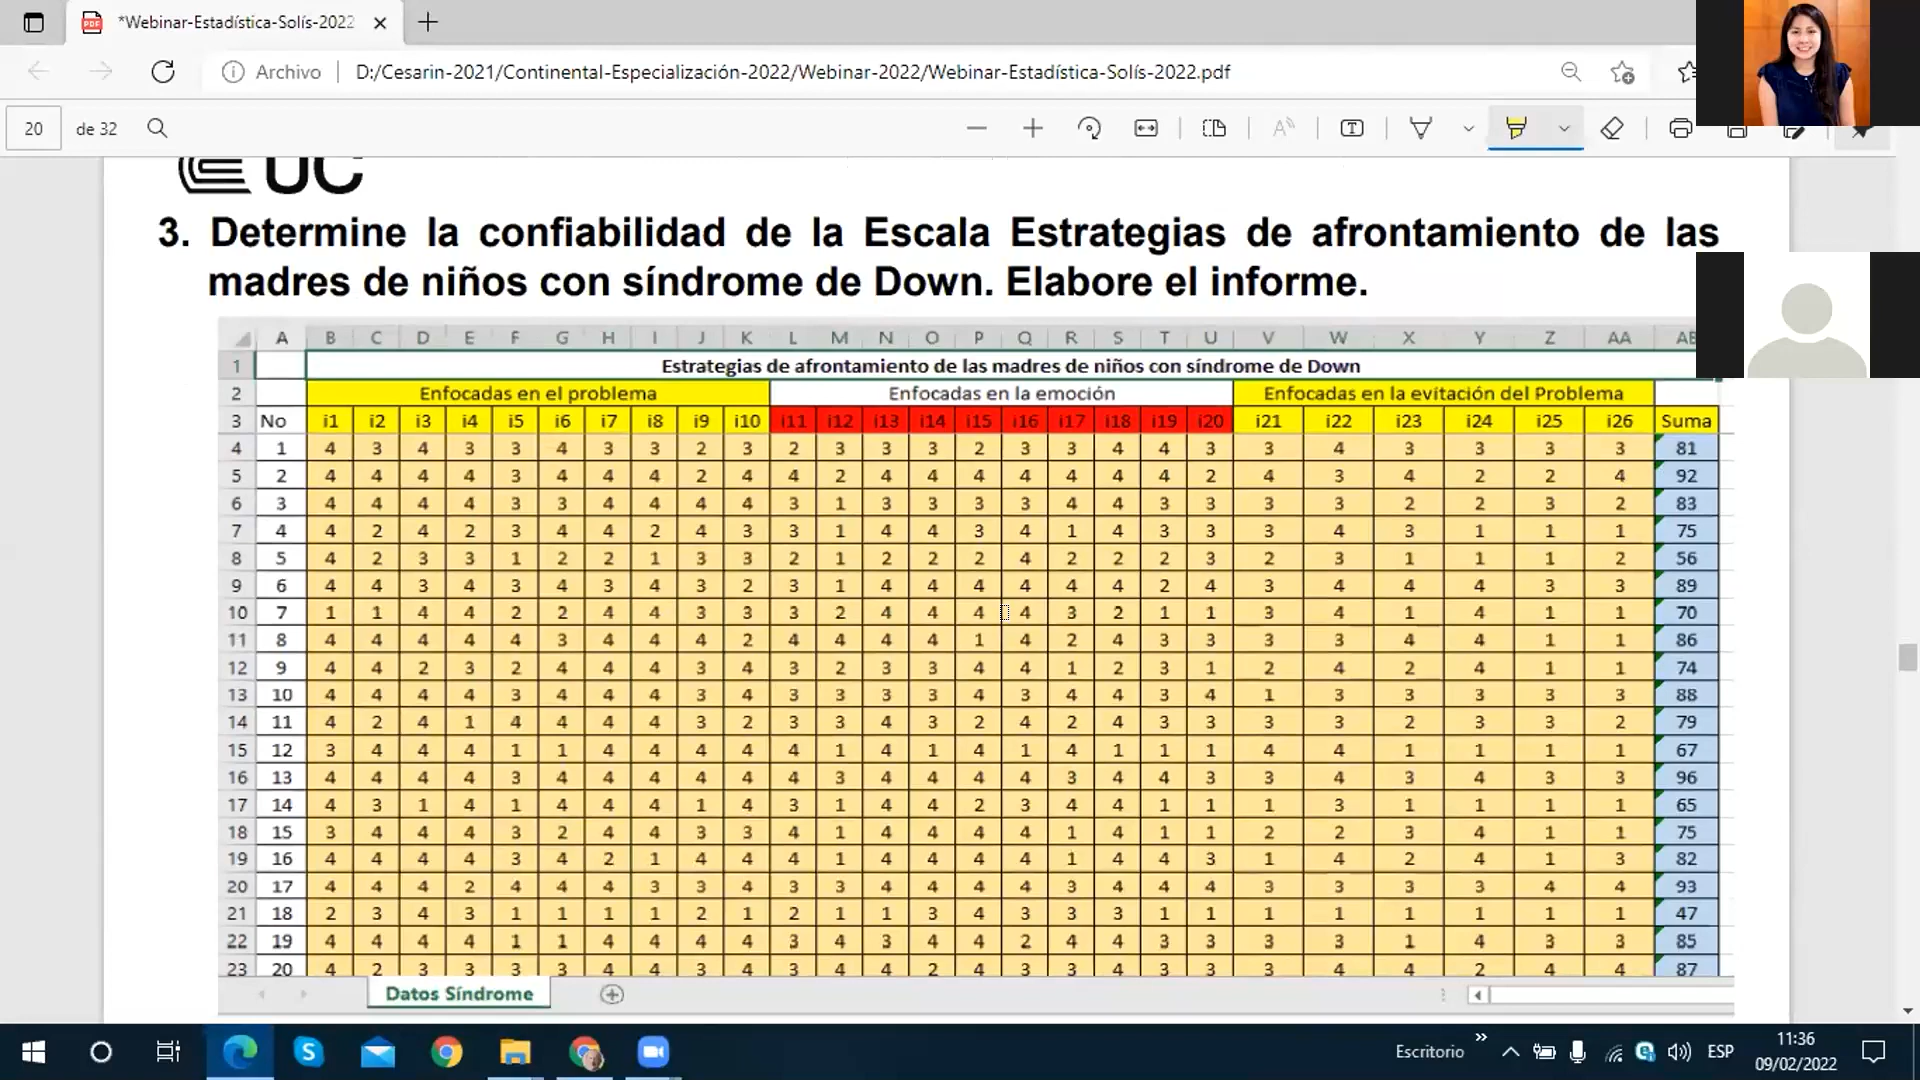 *Webinar-Estadística-Solís-2022
Archivo D:/Cesarin-2021/Continental-Especialización-2022/Webinar-2022/Webinar-Estadística-Solís-2022.pdf
20 de 32
UC
3. Determine la confiabilidad de la Escala Estrategias de afrontamiento de las
madres de niños con síndrome de Down. Elabore el informe.
A B C D E F G H I J K L M N O P Q R S T U V W X Y Z AA AB
1 Estrategias de afrontamiento de las madres de niños con síndrome de Down
2 Enfocadas en el problema Enfocadas en la emoción Enfocadas en la evitación del Problema
3 No i1 i2 i3 i4 i5 i6 i7 i8 i9 i10 i11 i12 i13 i14 i15 i16 i17 i18 i19 i20 i21 i22 i23 i24 i25 i26 Suma
4 1 4 3 4 3 3 4 3 3 2 3 2 3 3 3 2 3 3 4 4 3 3 4 3 3 3 3 81
5 2 4 4 4 4 3 4 4 4 2 4 4 2 4 4 4 4 4 4 4 2 4 3 4 2 2 4 92
6 3 4 4 4 4 3 3 4 4 4 4 3 1 3 3 3 3 4 4 3 3 3 3 2 2 3 2 83
7 4 4 2 4 2 3 4 4 2 4 3 3 1 4 4 3 4 1 4 3 3 3 4 3 1 1 1 75
8 5 4 2 3 3 1 2 2 1 3 3 2 1 2 2 2 4 2 2 2 3 2 3 1 1 1 2 56
9 6 4 4 3 4 3 4 3 4 3 2 3 1 4 4 4 4 4 4 2 4 3 4 4 4 3 3 89
10 7 1 1 4 4 2 2 4 4 3 3 3 2 4 4 4 4 3 2 1 1 3 4 1 4 1 1 70
11 8 4 4 4 4 4 3 4 4 4 2 4 4 4 4 1 4 2 4 3 3 3 3 4 4 1 1 86
12 9 4 4 2 3 2 4 4 4 3 4 3 2 3 3 4 4 1 2 3 1 2 4 2 4 1 1 74
13 10 4 4 4 4 3 4 4 4 3 4 3 3 3 3 4 3 4 4 3 4 1 3 3 3 3 3 88
14 11 4 2 4 1 4 4 4 4 3 2 3 3 4 3 2 4 2 4 3 3 3 3 2 3 3 2 79
15 12 3 4 4 4 1 1 4 4 4 4 4 1 4 1 4 1 4 1 1 1 4 4 1 1 1 1 67
16 13 4 4 4 4 3 4 4 4 4 4 4 3 4 4 4 4 3 4 4 3 3 4 3 4 3 3 96
17 14 4 3 1 4 1 4 4 4 1 4 3 1 4 4 2 3 4 4 1 1 1 3 1 1 1 1 65
18 15 3 4 4 4 3 2 4 4 3 3 4 1 4 4 4 4 1 4 1 1 2 2 3 4 1 1 75
19 16 4 4 4 4 3 4 2 1 4 4 4 1 4 4 4 4 1 4 4 3 1 4 2 4 1 3 82
20 17 4 4 4 2 4 4 4 3 3 4 3 3 4 4 4 4 3 4 4 4 3 3 3 3 4 4 93
21 18 2 3 4 3 1 1 1 1 2 1 2 1 1 3 4 3 3 3 1 1 1 1 1 1 1 1 47
22 19 4 4 4 4 1 1 4 4 4 4 3 4 3 4 4 2 4 4 3 3 3 3 1 4 3 3 85
23 20 4 2 3 3 3 3 4 4 3 4 3 4 4 2 4 3 3 4 3 3 3 4 4 2 4 4 87
Datos Síndrome
Escritorio ESP 11:36
09/02/2022